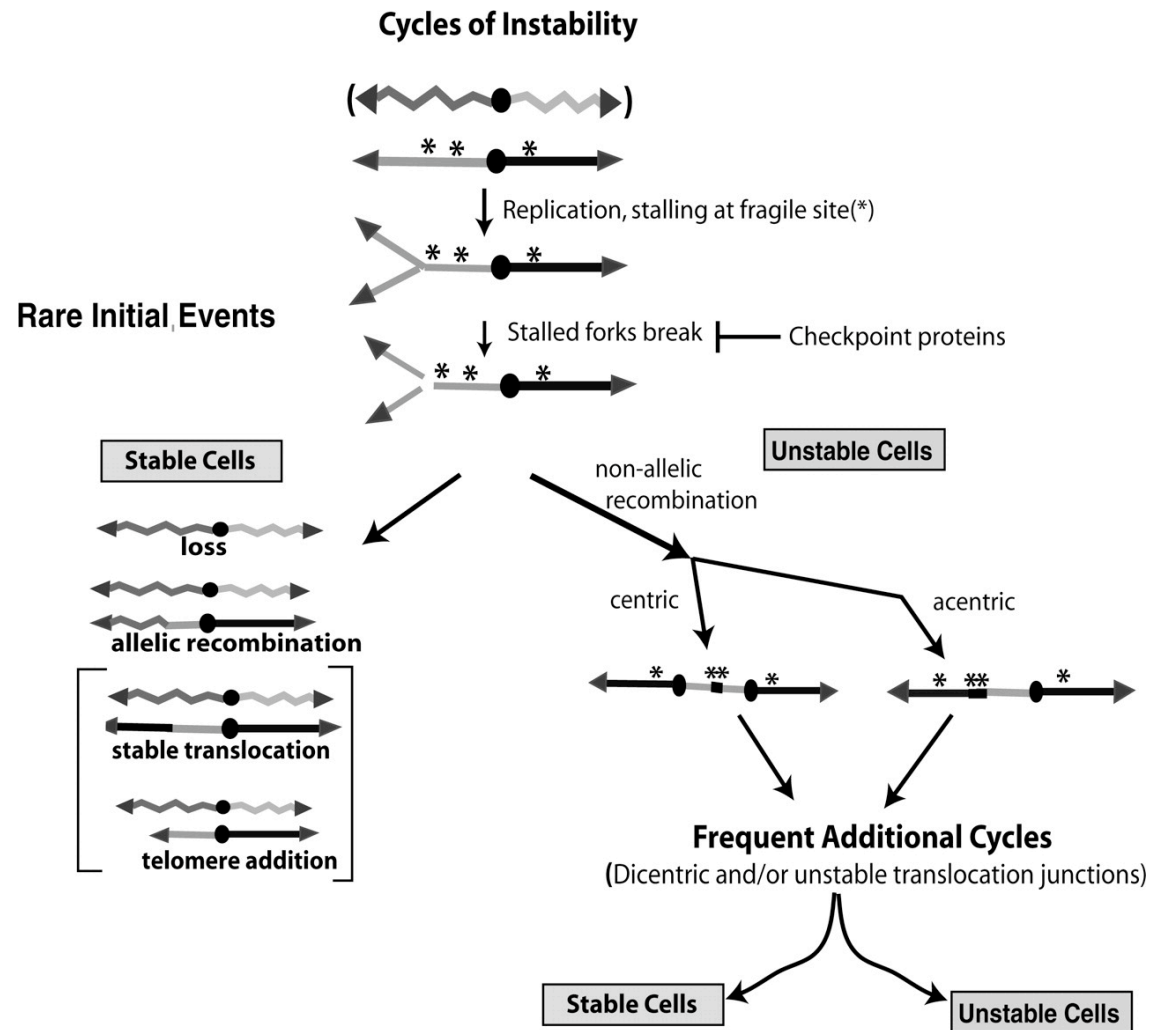 Cycles of Instability
( )
* * *
Replication, stalling at fragile site(*)
* * *
Rare Initial Events
Stalled forks break
Checkpoint proteins
* * *
Stable Cells
Unstable Cells
non-allelic
recombination
loss
centric
acentric
allelic recombination
* ** *
* ** *
stable translocation
telomere addition
Frequent Additional Cycles
(Dicentric and/or unstable translocation junctions)
Stable Cells
Unstable Cells